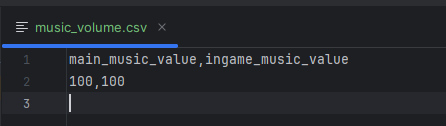 music_volume.csv
1 main_music_value,ingame_music_value
2 100,100
3